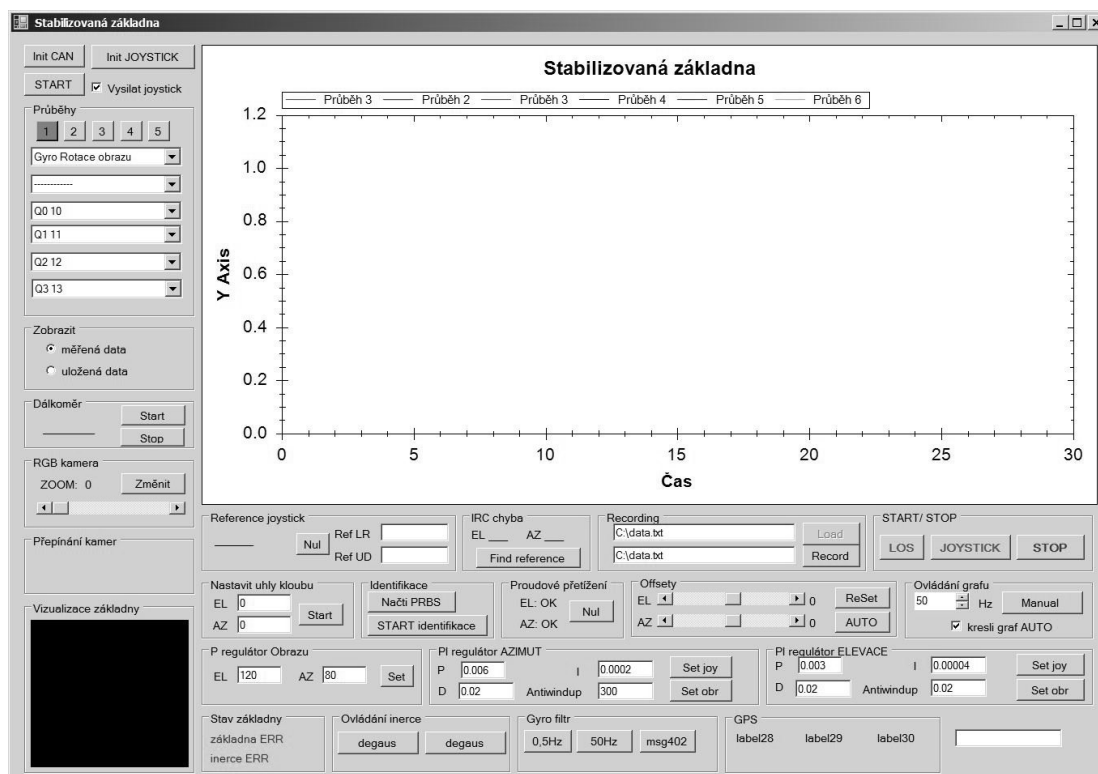 Stabilizovaná základna
Init CAN
Init JOYSTICK
START
Vysilat joystick
Průběhy
1 2 3 4 5
Gyro Rotace obrazu
------------
Q0 10
Q1 11
Q2 12
Q3 13
Zobrazit
měřená data
uložená data
Dálkoměr
Start
Stop
RGB kamera
ZOOM: 0
Změnit
Přepínání kamer
Vizualizace základny
Stabilizovaná základna
Průběh 3 Průběh 2 Průběh 3 Průběh 4 Průběh 5 Průběh 6
1.2
1.0
0.8
0.6
0.4
0.2
0.0
Y Axis
0 5 10 15 20 25 30
Čas
Reference joystick
Nul
Ref LR
Ref UD
IRC chyba
EL ___ AZ ___
Find reference
Recording
C:\data.txt
Load
C:\data.txt
Record
START/ STOP
LOS
JOYSTICK
STOP
Nastavit uhly kloubu
EL 0
AZ 0
Start
Identifikace
Načti PRBS
START identifikace
Proudové přetížení
EL: OK
AZ: OK
Nul
Offsety
EL 0
ReSet
AZ 0
AUTO
Ovládání grafu
50 Hz
Manual
kresli graf AUTO
P regulátor Obrazu
EL 120 AZ 80
Set
PI regulátor AZIMUT
P 0.006 I 0.0002
Set joy
D 0.02 Antiwindup 300
Set obr
PI regulátor ELEVACE
P 0.003 I 0.00004
Set joy
D 0.02 Antiwindup 0.02
Set obr
Stav základny
základna ERR
inerce ERR
Ovládání inerce
degaus
degaus
Gyro filtr
0,5Hz
50Hz
msg402
GPS
label28 label29 label30